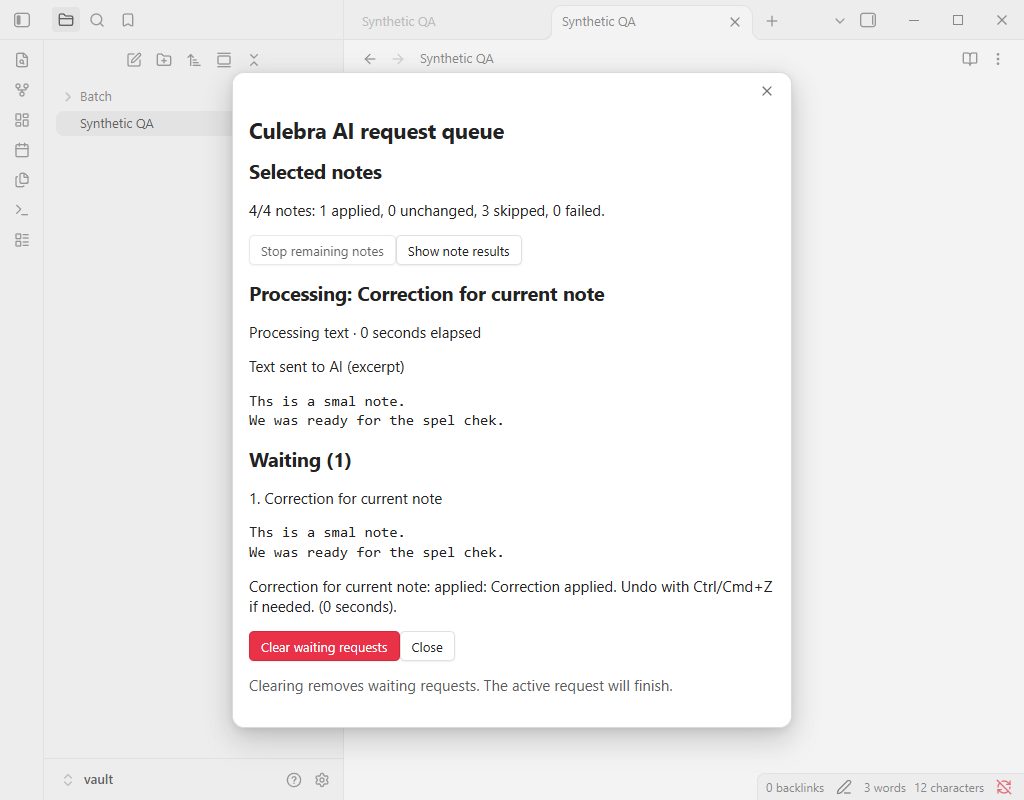 Synthetic QA
Synthetic QA
Synthetic QA
Batch
Synthetic QA
Culebra AI request queue
Selected notes
4/4 notes: 1 applied, 0 unchanged, 3 skipped, 0 failed.
Stop remaining notes
Show note results
Processing: Correction for current note
Processing text · 0 seconds elapsed
Text sent to AI (excerpt)
Ths is a smal note.
We was ready for the spel chek.
Waiting (1)
1. Correction for current note
Ths is a smal note.
We was ready for the spel chek.
Correction for current note: applied: Correction applied. Undo with Ctrl/Cmd+Z
if needed. (0 seconds).
Clear waiting requests
Close
Clearing removes waiting requests. The active request will finish.
vault
0 backlinks
3 words
12 characters